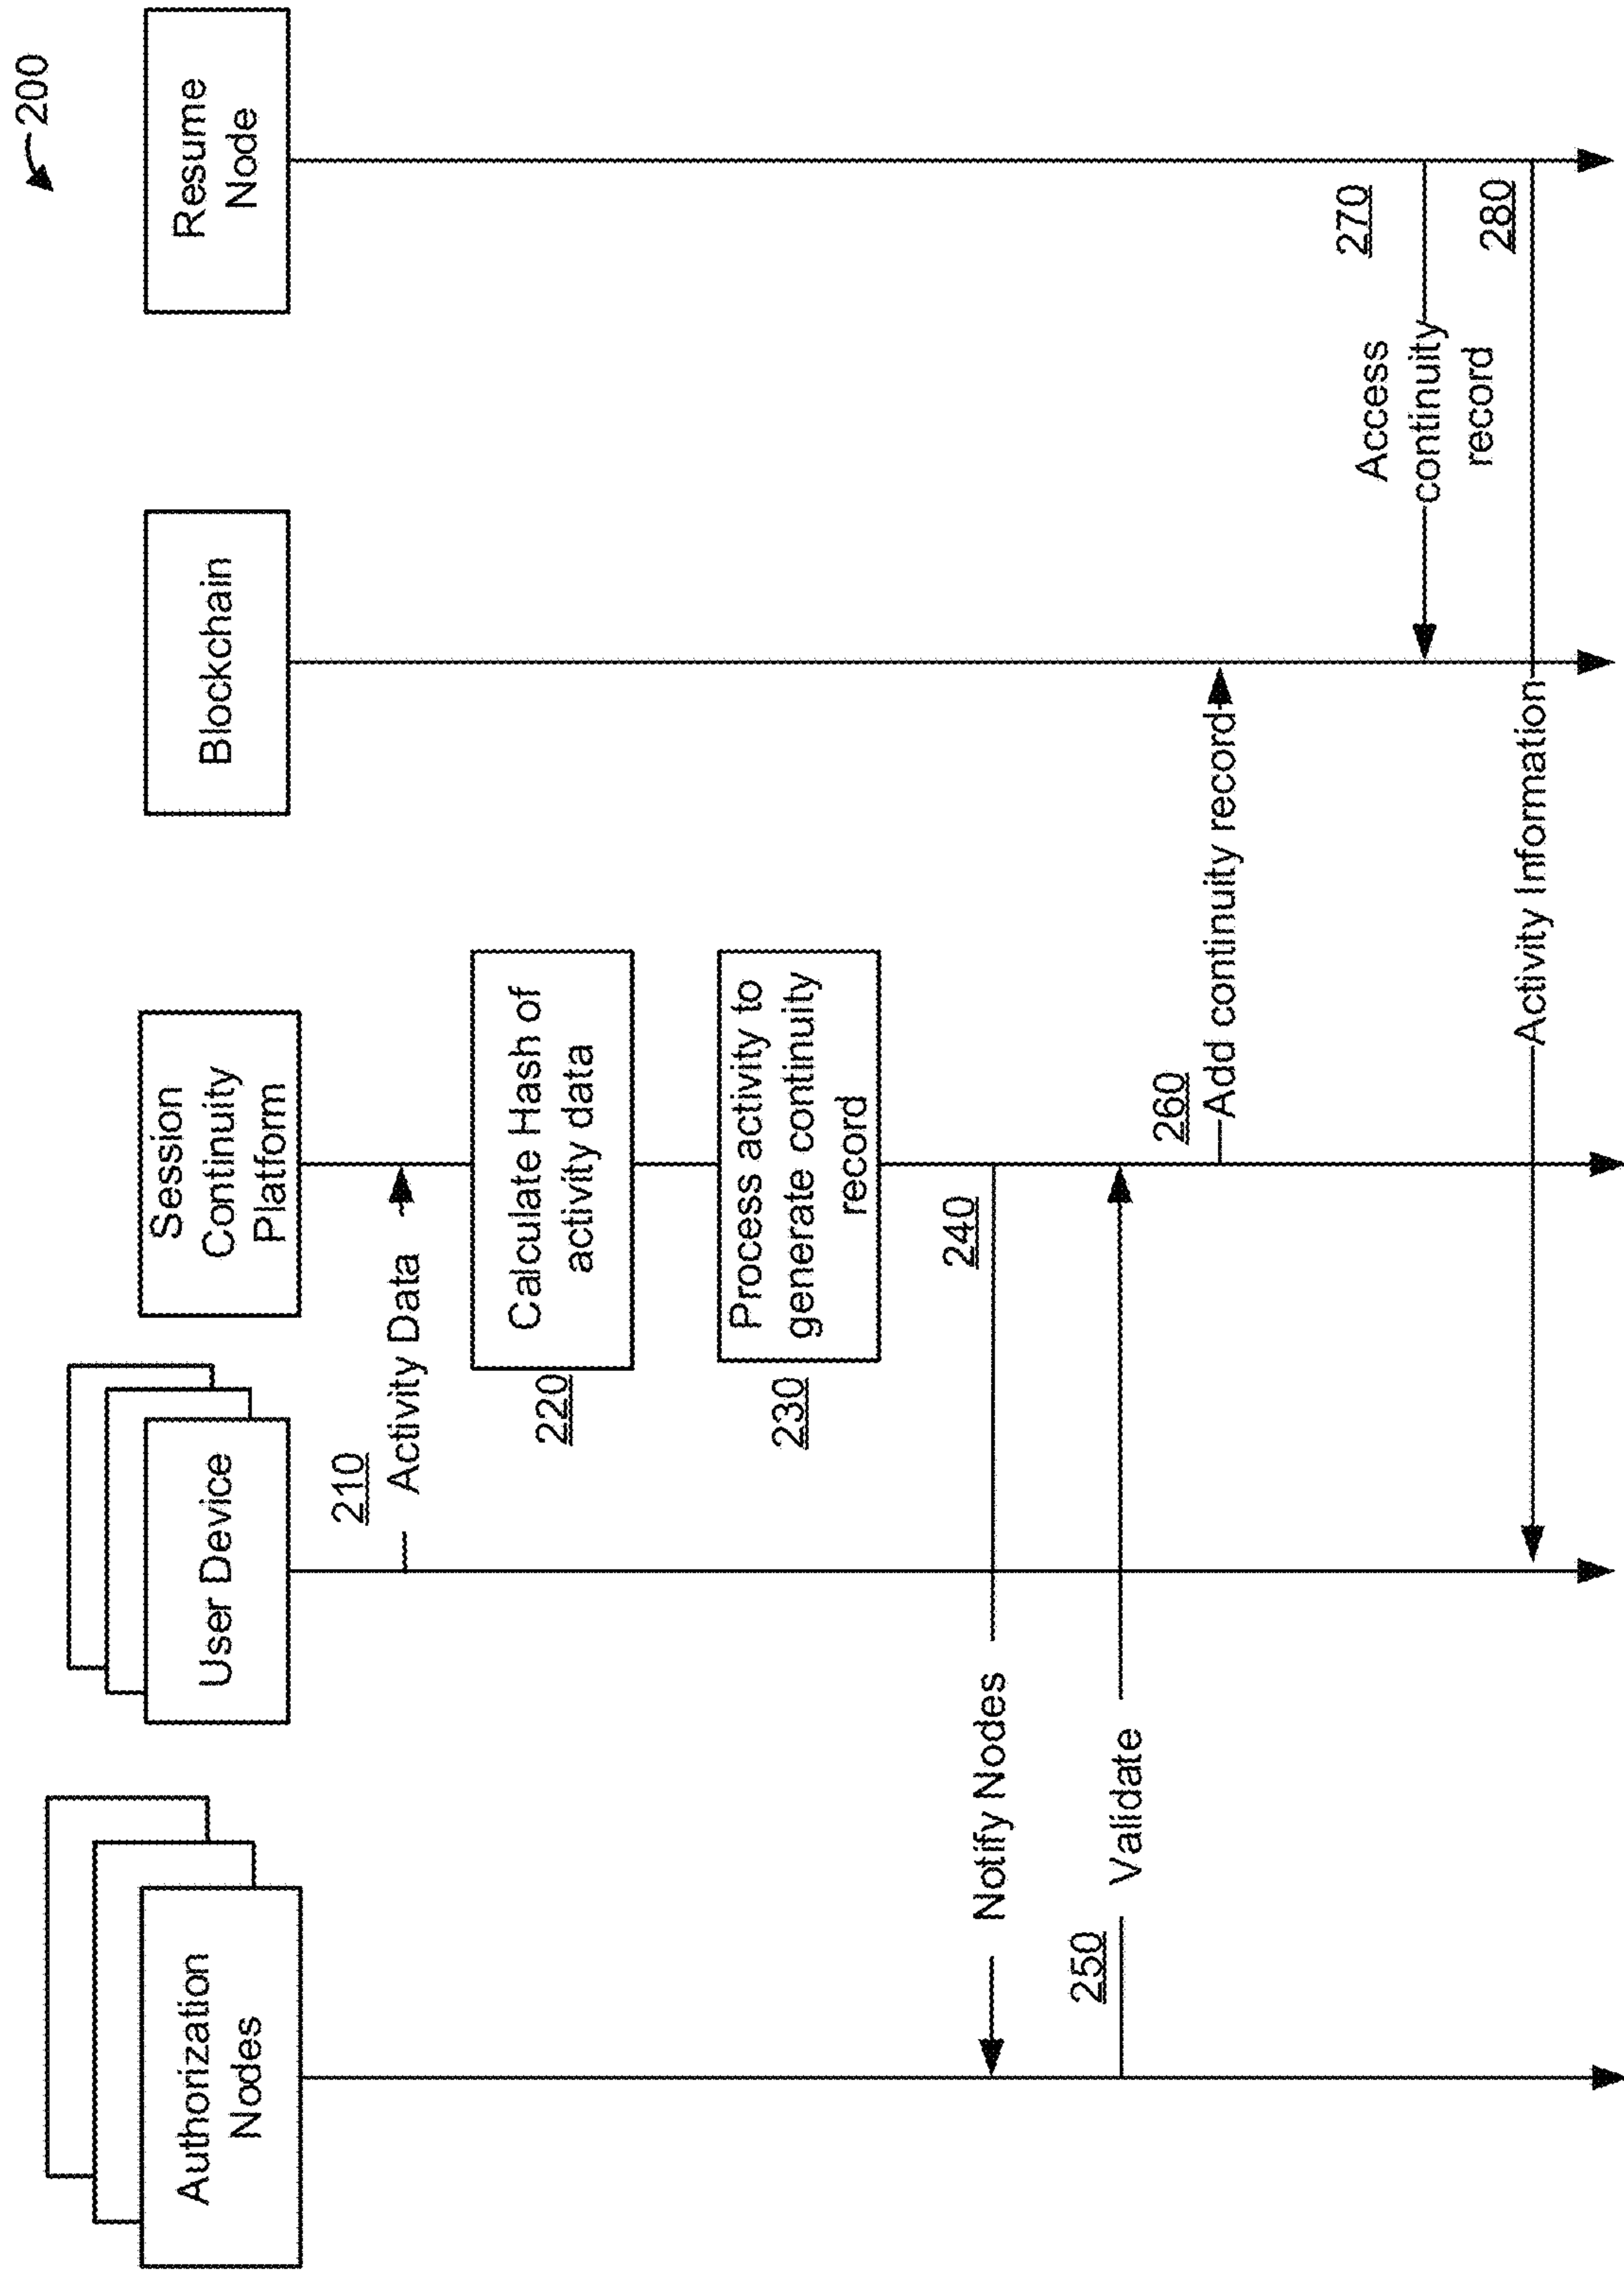 200
Authorization
Nodes
User Device
Session
Continuity
Platform
Blockchain
Resume
Node
210
Activity Data
220
Calculate Hash of
activity data
230
Process activity to
generate continuity
record
240
Notify Nodes
250
Validate
260
Add continuity record
270
Access
continuity
record
280
Activity Information